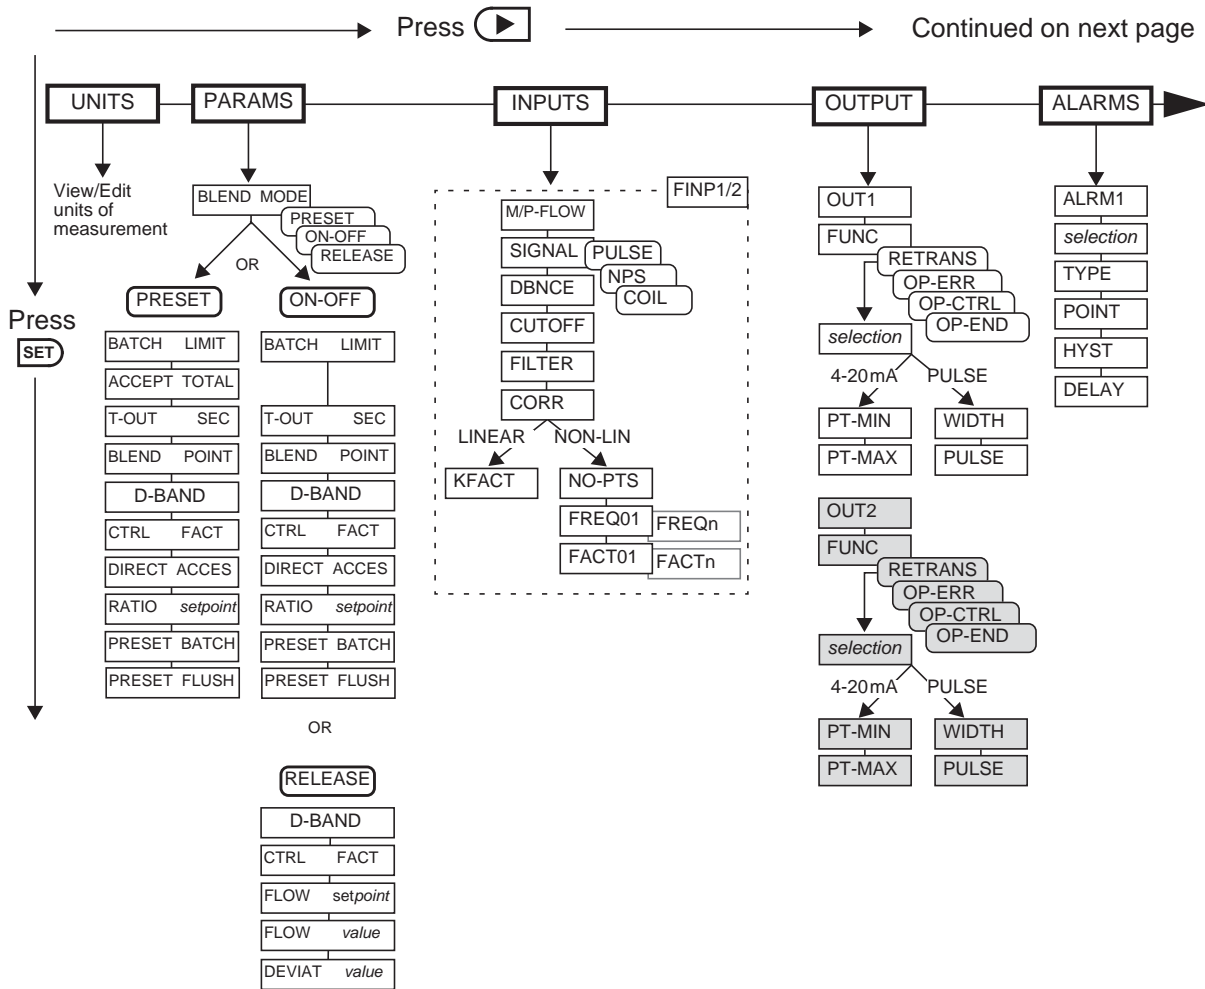 Press
Continued on next page
UNITS
PARAMS
INPUTS
OUTPUT
ALARMS
View/Edit
units of
measurement
Press
SET
BLEND MODE
PRESET
ON-OFF
RELEASE
OR
PRESET
BATCH LIMIT
ACCEPT TOTAL
T-OUT SEC
BLEND POINT
D-BAND
CTRL FACT
DIRECT ACCES
RATIO setpoint
PRESET BATCH
PRESET FLUSH
ON-OFF
BATCH LIMIT
T-OUT SEC
BLEND POINT
D-BAND
CTRL FACT
DIRECT ACCES
RATIO setpoint
PRESET BATCH
PRESET FLUSH
OR
RELEASE
D-BAND
CTRL FACT
FLOW setpoint
FLOW value
DEVIAT value
FINP1/2
M/P-FLOW
SIGNAL
PULSE
NPS
COIL
DBNCE
CUTOFF
FILTER
CORR
LINEAR
NON-LIN
KFACT
NO-PTS
FREQ01
FREQn
FACT01
FACTn
OUT1
FUNC
RETRANS
OP-ERR
OP-CTRL
OP-END
selection
4-20mA
PULSE
PT-MIN
WIDTH
PT-MAX
PULSE
OUT2
FUNC
RETRANS
OP-ERR
OP-CTRL
OP-END
selection
4-20mA
PULSE
PT-MIN
WIDTH
PT-MAX
PULSE
ALRM1
selection
TYPE
POINT
HYST
DELAY